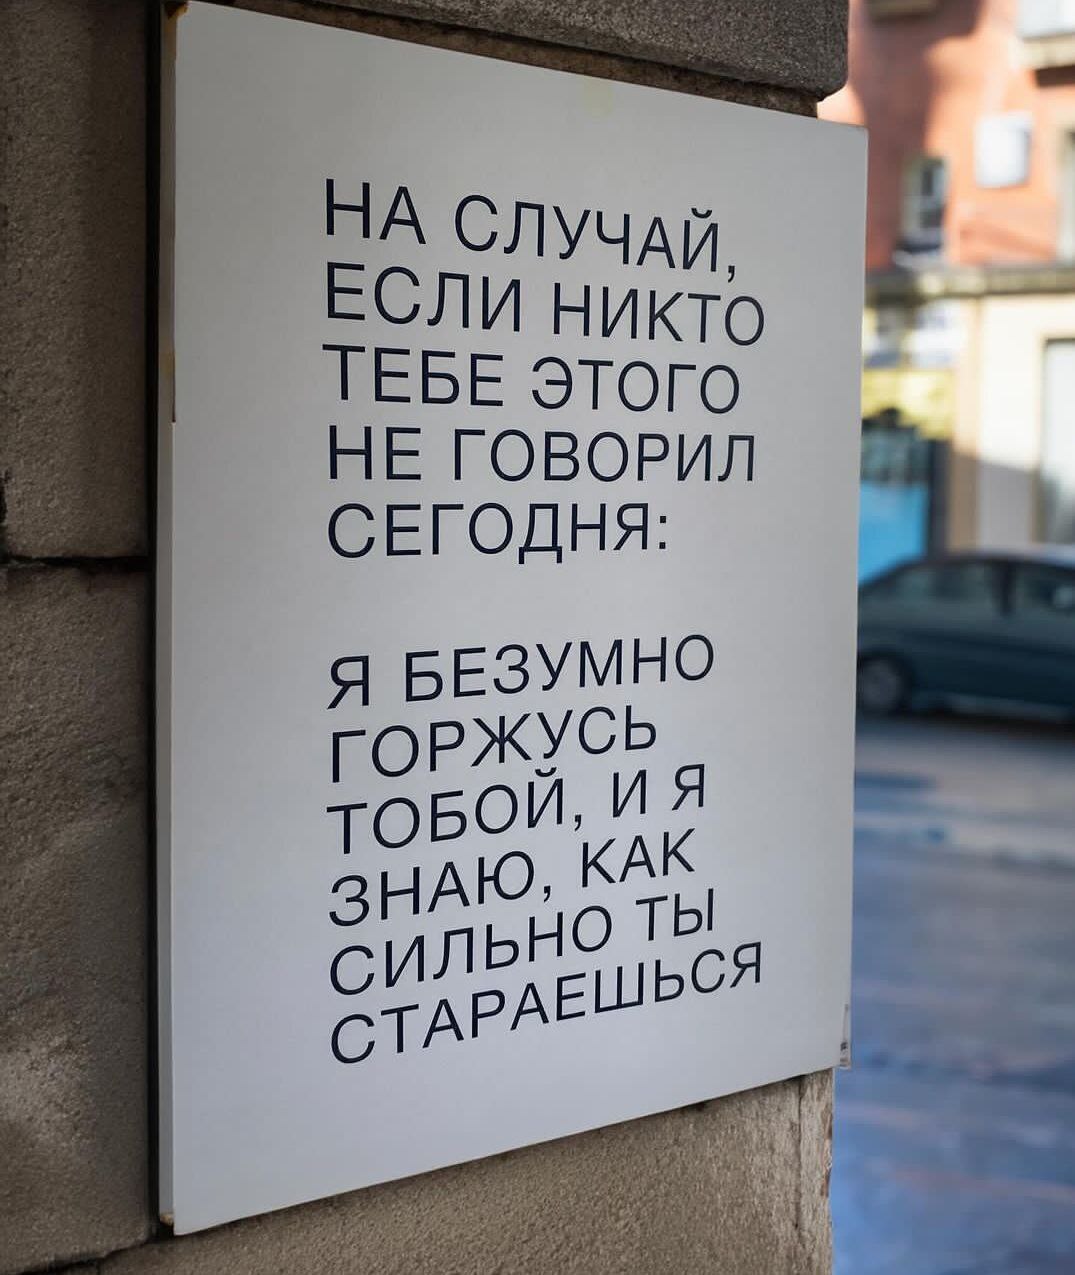 НА СЛУЧАЙ,
ЕСЛИ НИКТО
ТЕБЕ ЭТОГО
НЕ ГОВОРИЛ
СЕГОДНЯ:
Я БЕЗУМНО
ГОРЖУСЬ
ТОБОЙ, И Я
ЗНАЮ, КАК
СИЛЬНО ТЫ
СТАРАЕШЬСЯ